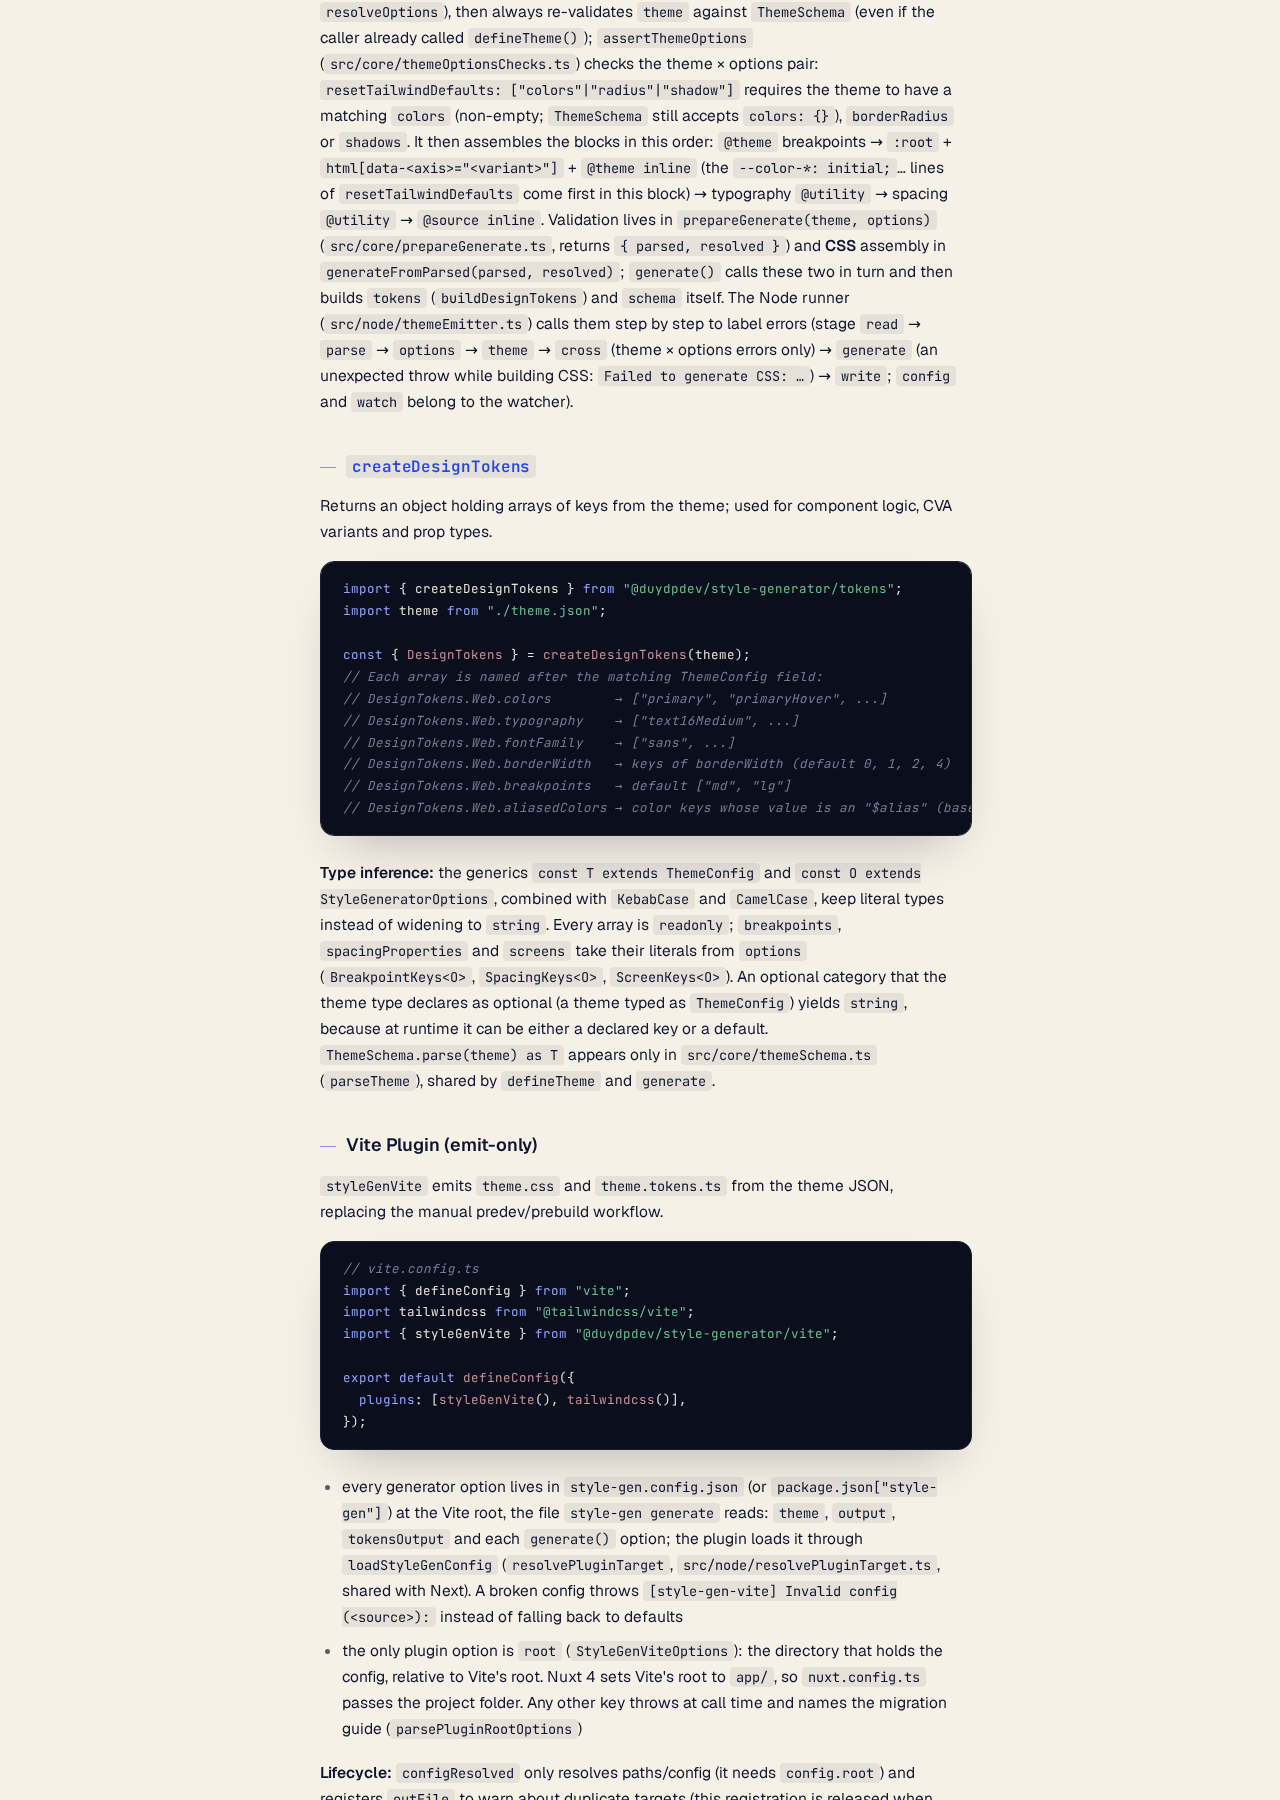 resolveOptions), then always re-validates theme against ThemeSchema (even if the
caller already called defineTheme()); assertThemeOptions
(src/core/themeOptionsChecks.ts) checks the theme × options pair:
resetTailwindDefaults: ["colors"|"radius"|"shadow"] requires the theme to have a
matching colors (non-empty; ThemeSchema still accepts colors: {}), borderRadius
or shadows. It then assembles the blocks in this order: @theme breakpoints → :root +
html[data-<axis>="<variant>"] + @theme inline (the --color-*: initial;… lines
of resetTailwindDefaults come first in this block) → typography @utility → spacing
@utility → @source inline. Validation lives in prepareGenerate(theme, options)
(src/core/prepareGenerate.ts, returns { parsed, resolved }) and CSS assembly in
generateFromParsed(parsed, resolved); generate() calls these two in turn and then
builds tokens (buildDesignTokens) and schema itself. The Node runner
(src/node/themeEmitter.ts) calls them step by step to label errors (stage read →
parse → options → theme → cross (theme × options errors only) → generate (an
unexpected throw while building CSS: Failed to generate CSS: …) → write; config
and watch belong to the watcher).
— createDesignTokens
Returns an object holding arrays of keys from the theme; used for component logic, CVA
variants and prop types.
import { createDesignTokens } from "@duydpdev/style-generator/tokens";
import theme from "./theme.json";
const { DesignTokens } = createDesignTokens(theme);
// Each array is named after the matching ThemeConfig field:
// DesignTokens.Web.colors        → ["primary", "primaryHover", ...]
// DesignTokens.Web.typography    → ["text16Medium", ...]
// DesignTokens.Web.fontFamily    → ["sans", ...]
// DesignTokens.Web.borderWidth   → keys of borderWidth (default 0, 1, 2, 4)
// DesignTokens.Web.breakpoints   → default ["md", "lg"]
// DesignTokens.Web.aliasedColors → color keys whose value is an "$alias" (base
Type inference: the generics const T extends ThemeConfig and const O extends
StyleGeneratorOptions, combined with KebabCase and CamelCase, keep literal types
instead of widening to string. Every array is readonly; breakpoints,
spacingProperties and screens take their literals from options
(BreakpointKeys<O>, SpacingKeys<O>, ScreenKeys<O>). An optional category that the
theme type declares as optional (a theme typed as ThemeConfig) yields string,
because at runtime it can be either a declared key or a default.
ThemeSchema.parse(theme) as T appears only in src/core/themeSchema.ts
(parseTheme), shared by defineTheme and generate.
— Vite Plugin (emit-only)
styleGenVite emits theme.css and theme.tokens.ts from the theme JSON,
replacing the manual predev/prebuild workflow.
// vite.config.ts
import { defineConfig } from "vite";
import tailwindcss from "@tailwindcss/vite";
import { styleGenVite } from "@duydpdev/style-generator/vite";
export default defineConfig({
  plugins: [styleGenVite(), tailwindcss()],
});
• every generator option lives in style-gen.config.json (or package.json["style-
gen"]) at the Vite root, the file style-gen generate reads: theme, output,
tokensOutput and each generate() option; the plugin loads it through
loadStyleGenConfig (resolvePluginTarget, src/node/resolvePluginTarget.ts,
shared with Next). A broken config throws [style-gen-vite] Invalid config
(<source>): instead of falling back to defaults
• the only plugin option is root (StyleGenViteOptions): the directory that holds the
config, relative to Vite's root. Nuxt 4 sets Vite's root to app/, so nuxt.config.ts
passes the project folder. Any other key throws at call time and names the migration
guide (parsePluginRootOptions)
Lifecycle: configResolved only resolves paths/config (it needs config.root) and
registers outFile to warn about duplicate targets (this registration is released when